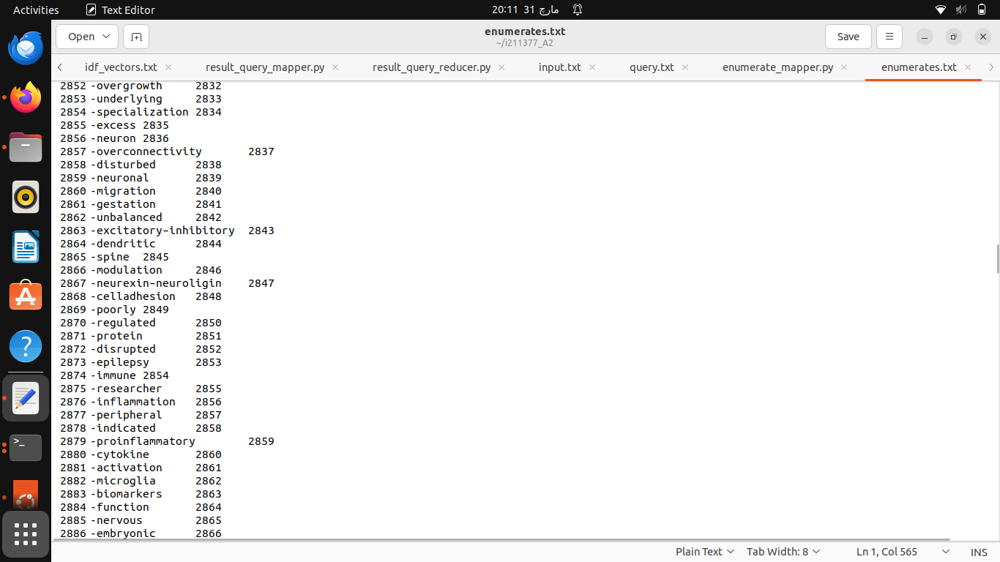 Activities Text Editor 20:11 31 مارچ
Open enumerates.txt Save
~/i211377_A2
idf_vectors.txt result_query_mapper.py result_query_reducer.py input.txt query.txt enumerate_mapper.py enumerates.txt
2852 -overgrowth 2832
2853 -underlying 2833
2854 -specialization 2834
2855 -excess 2835
2856 -neuron 2836
2857 -overconnectivity 2837
2858 -disturbed 2838
2859 -neuronal 2839
2860 -migration 2840
2861 -gestation 2841
2862 -unbalanced 2842
2863 -excitatory-inhibitory 2843
2864 -dendritic 2844
2865 -spine 2845
2866 -modulation 2846
2867 -neurexin-neuroligin 2847
2868 -celladhesion 2848
2869 -poorly 2849
2870 -regulated 2850
2871 -protein 2851
2872 -disrupted 2852
2873 -epilepsy 2853
2874 -immune 2854
2875 -researcher 2855
2876 -inflammation 2856
2877 -peripheral 2857
2878 -indicated 2858
2879 -proinflammatory 2859
2880 -cytokine 2860
2881 -activation 2861
2882 -microglia 2862
2883 -biomarkers 2863
2884 -function 2864
2885 -nervous 2865
2886 -embryonic 2866
Plain Text Tab Width: 8 Ln 1, Col 565 INS